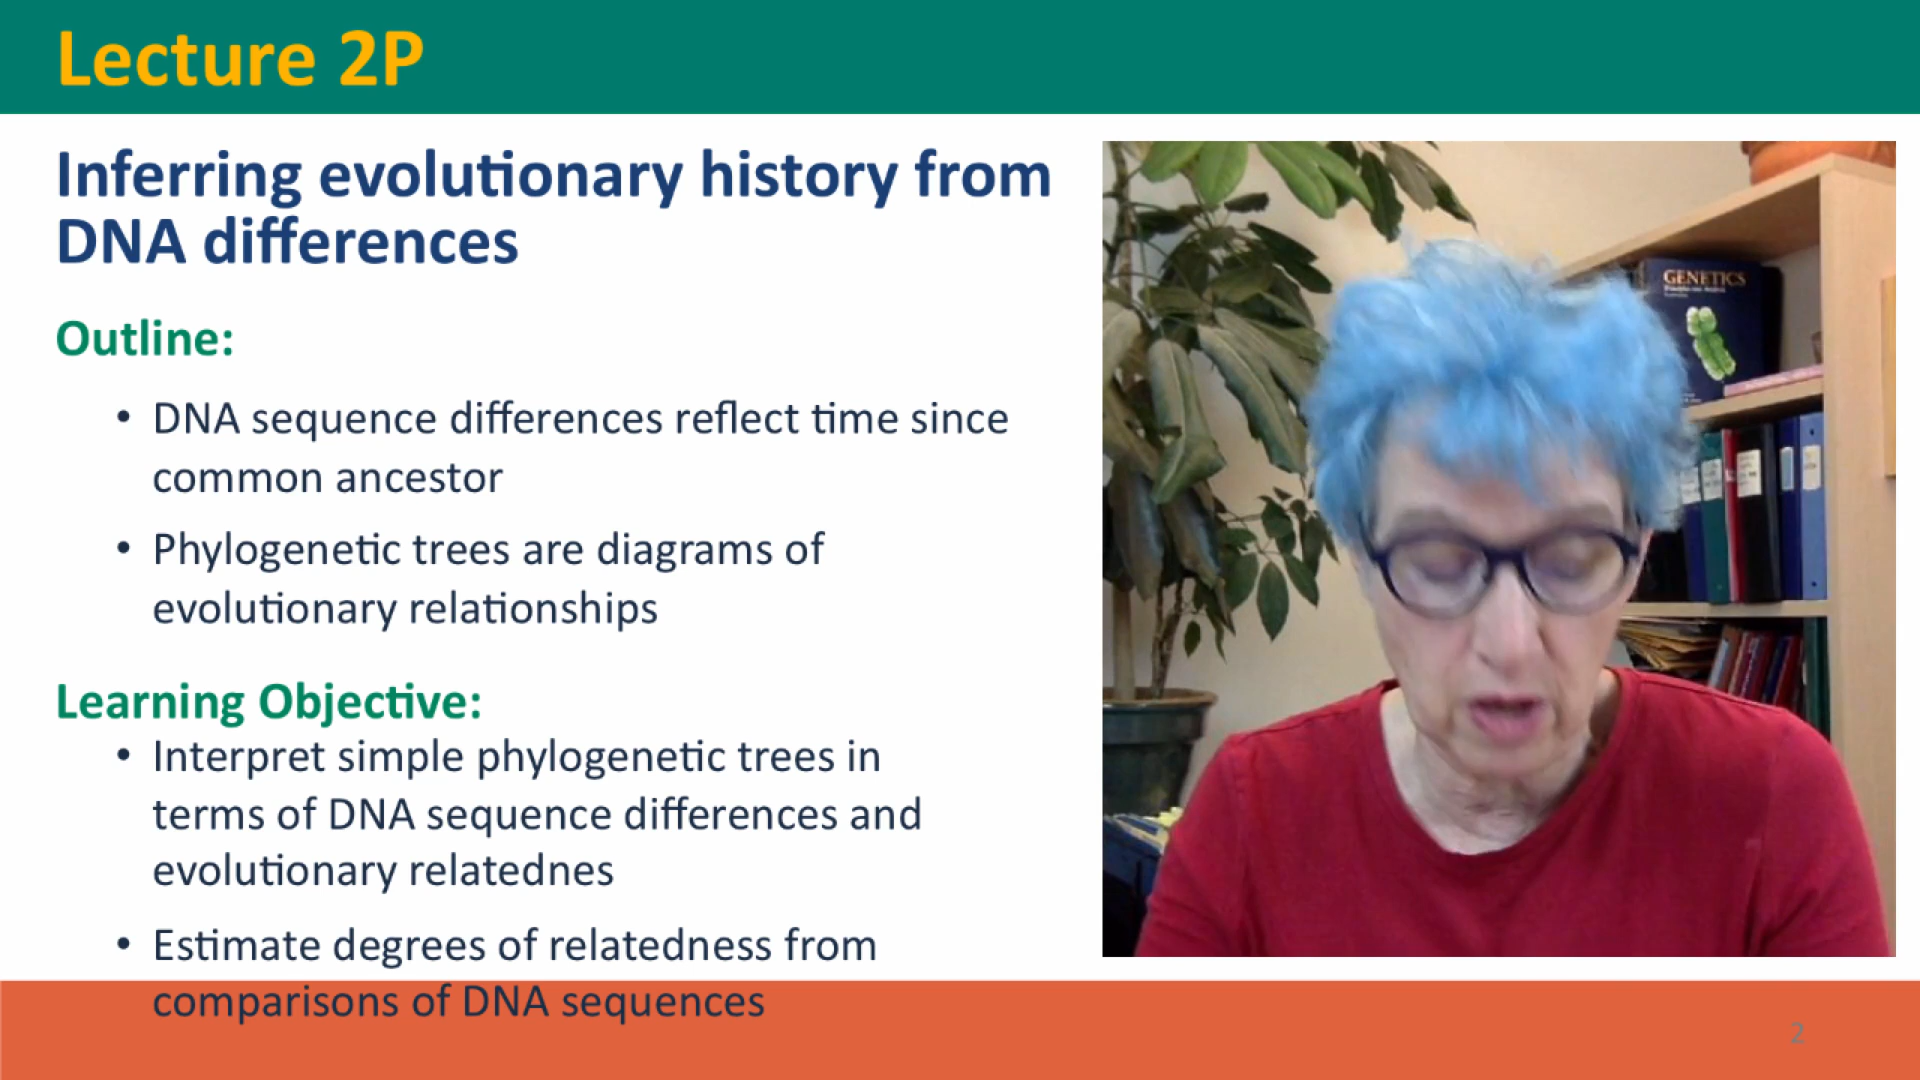 Lecture 2P
Inferring evolutionary history from
DNA differences
Outline:
• DNA sequence differences reflect time since
common ancestor
• Phylogenetic trees are diagrams of
evolutionary relationships
Learning Objective:
• Interpret simple phylogenetic trees in
terms of DNA sequence differences and
evolutionary relatednes
• Estimate degrees of relatedness from
comparisons of DNA sequences
GENETICS
2